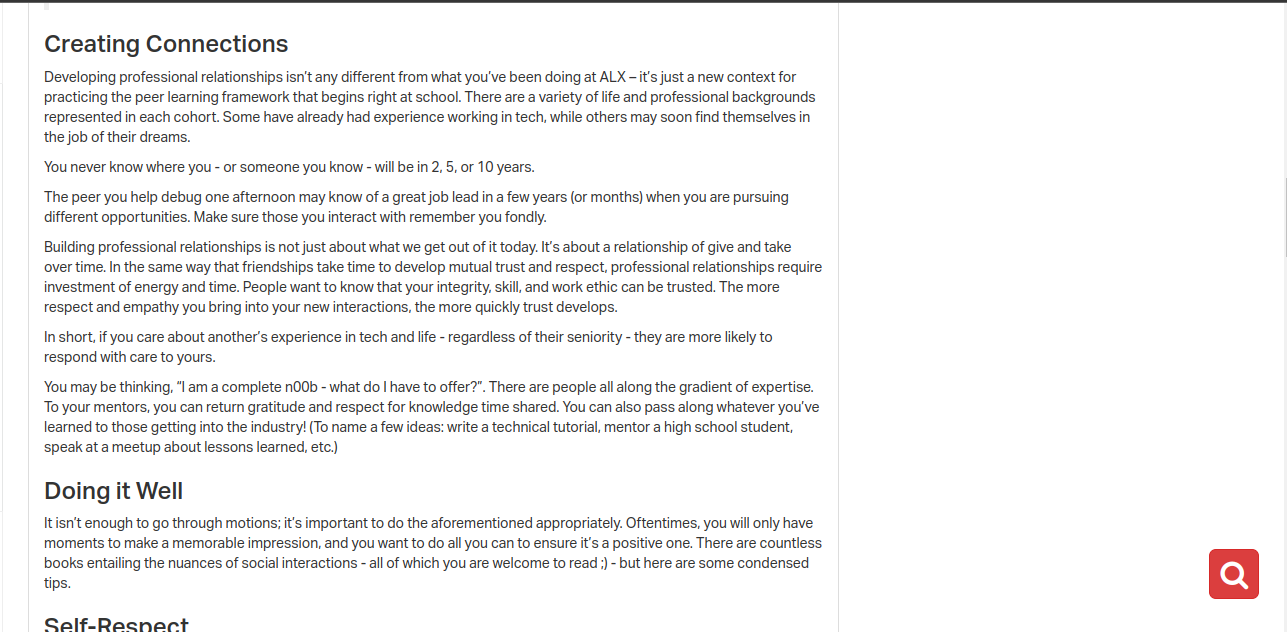 Creating Connections
Developing professional relationships isn’t any different from what you’ve been doing at ALX – it’s just a new context for
practicing the peer learning framework that begins right at school. There are a variety of life and professional backgrounds
represented in each cohort. Some have already had experience working in tech, while others may soon find themselves in
the job of their dreams.
You never know where you - or someone you know - will be in 2, 5, or 10 years.
The peer you help debug one afternoon may know of a great job lead in a few years (or months) when you are pursuing
different opportunities. Make sure those you interact with remember you fondly.
Building professional relationships is not just about what we get out of it today. It’s about a relationship of give and take
over time. In the same way that friendships take time to develop mutual trust and respect, professional relationships require
investment of energy and time. People want to know that your integrity, skill, and work ethic can be trusted. The more
respect and empathy you bring into your new interactions, the more quickly trust develops.
In short, if you care about another’s experience in tech and life - regardless of their seniority - they are more likely to
respond with care to yours.
You may be thinking, “I am a complete n00b - what do I have to offer?”. There are people all along the gradient of expertise.
To your mentors, you can return gratitude and respect for knowledge time shared. You can also pass along whatever you’ve
learned to those getting into the industry! (To name a few ideas: write a technical tutorial, mentor a high school student,
speak at a meetup about lessons learned, etc.)
Doing it Well
It isn’t enough to go through motions; it’s important to do the aforementioned appropriately. Oftentimes, you will only have
moments to make a memorable impression, and you want to do all you can to ensure it’s a positive one. There are countless
books entailing the nuances of social interactions - all of which you are welcome to read ;) - but here are some condensed
tips.
Self-Respect